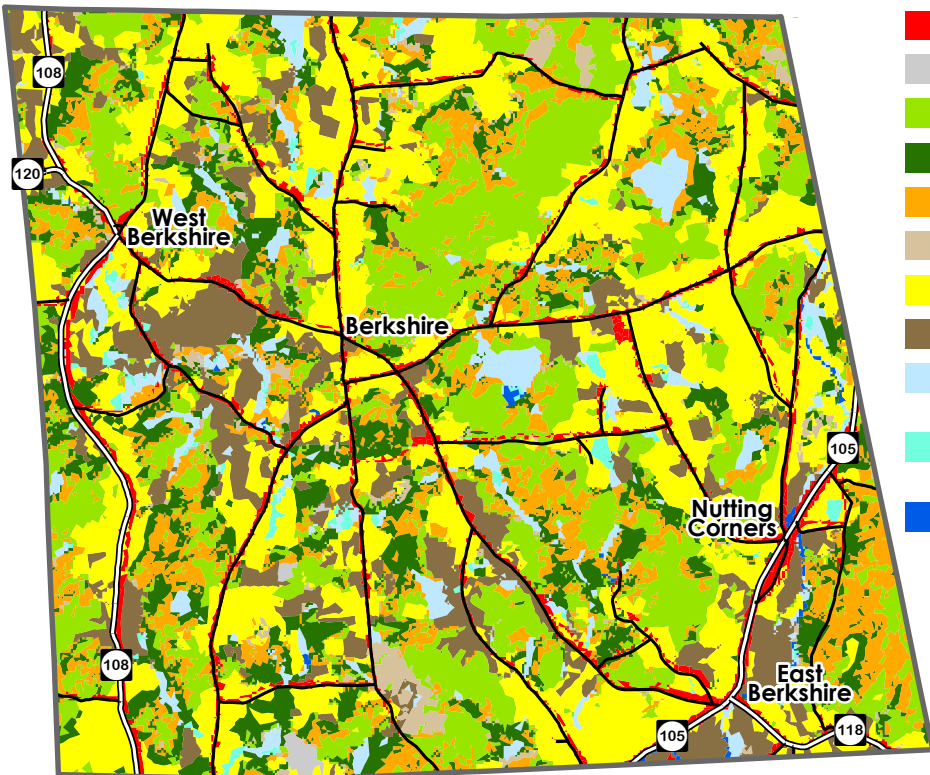 108
120
West
Berkshire
Berkshire
105
Nutting
Corners
108
East
Berkshire
105
118